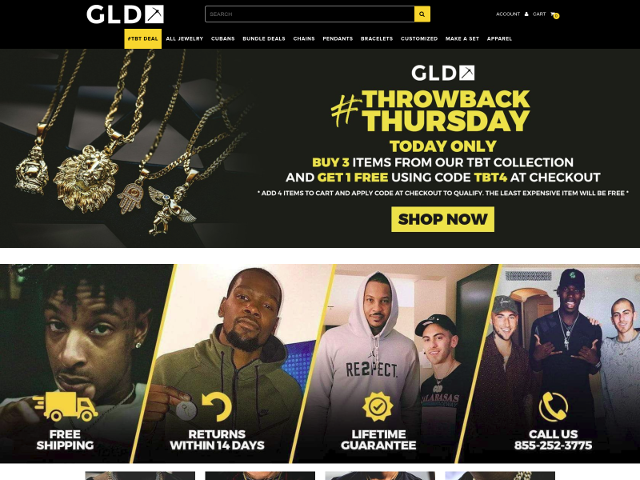 GLD
SEARCH
ACCOUNT
CART
0
#TBT DEAL
ALL JEWELRY
CUBANS
BUNDLE DEALS
CHAINS
PENDANTS
BRACELETS
CUSTOMIZED
MAKE A SET
APPAREL
GLD
#THROWBACK
THURSDAY
TODAY ONLY
BUY 3 ITEMS FROM OUR TBT COLLECTION
AND GET 1 FREE USING CODE TBT4 AT CHECKOUT
* ADD 4 ITEMS TO CART AND APPLY CODE AT CHECKOUT TO QUALIFY. THE LEAST EXPENSIVE ITEM WILL BE FREE *
SHOP NOW
RE2PECT.
CALABASAS
FREE
SHIPPING
RETURNS
WITHIN 14 DAYS
LIFETIME
GUARANTEE
CALL US
855-252-3775